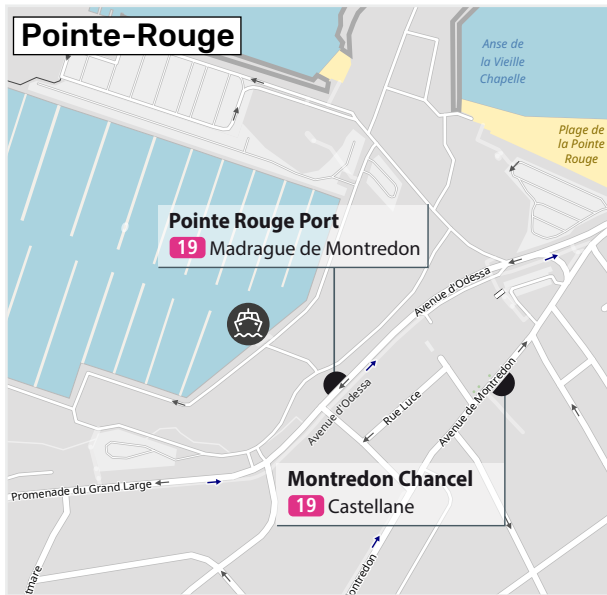 Pointe-Rouge
Anse de
la Vieille
Chapelle
Plage de
la Pointe
Rouge
Pointe Rouge Port
19 Madrague de Montredon
Avenue d'Odessa
Avenue d'Odessa
Rue Luce
Avenue de Montredon
Montredon Chancel
19 Castellane
Promenade du Grand Large
tmare
ontredon